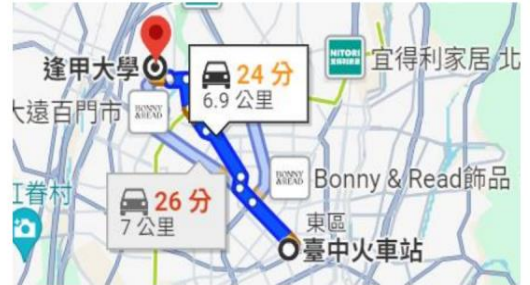 NITORI
宜得利家居 北
逢甲大學
24 分
6.9 公里
大遠百門市
BONNY
&READ
BONNY
&READ
Bonny & Read飾品
26 分
7 公里
東區
臺中火車站